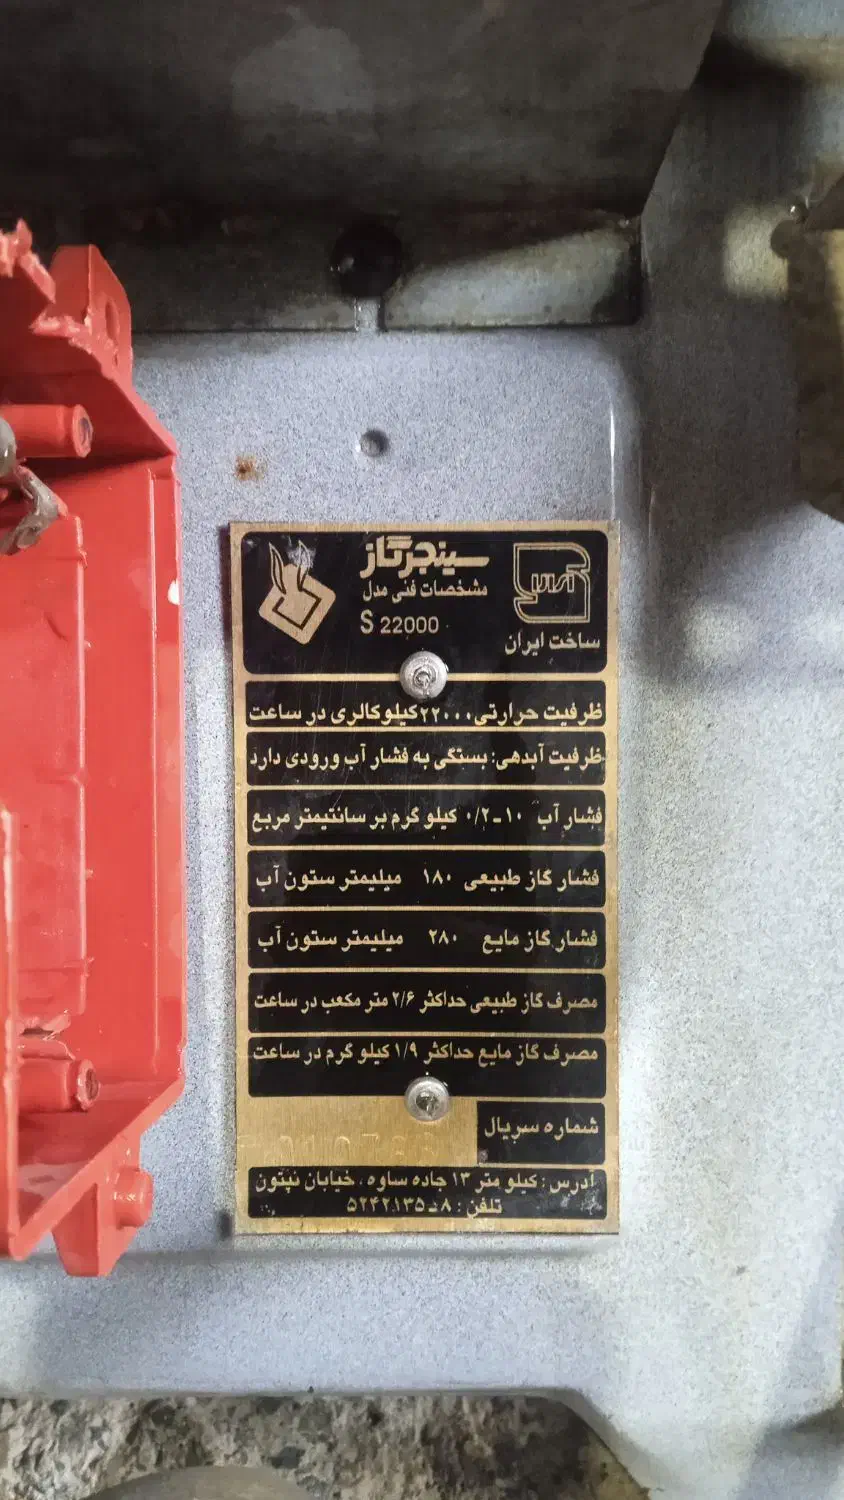 سینجرگاز
مشخصات فنی مدل
S 22000
ساخت ایران
ظرفیت حرارتی ۲۲۰۰۰ کیلوکالری در ساعت
ظرفیت آبدهی: بستگی به فشار آب ورودی دارد
فشار آب ۱۰-۰/۲ کیلو گرم بر سانتیمتر مربع
فشار گاز طبیعی ۱۸۰ میلیمتر ستون آب
فشار گاز مایع ۲۸۰ میلیمتر ستون آب
مصرف گاز طبیعی حداکثر ۲/۶ متر مکعب در ساعت
مصرف گاز مایع حداکثر ۱/۹ کیلو گرم در ساعت
شماره سریال
آدرس: کیلو متر ۱۳ جاده ساوه، خیابان نپتون
تلفن: ۸-۵۲۴۲۱۳۵